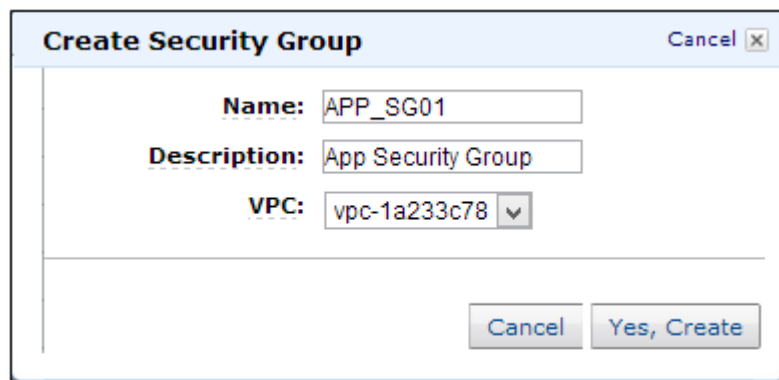 Create Security Group Cancel
Name: APP_SG01
Description: App Security Group
VPC: vpc-1a233c78
Cancel Yes, Create